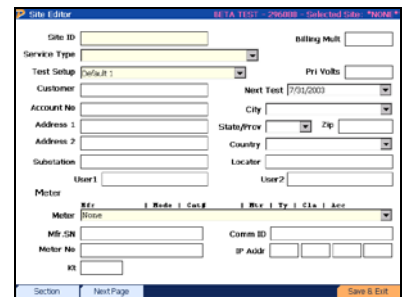 Site Editor BETA TEST - 296000 - Selected Site: *NONE*
Site ID Billing Mult
Service Type
Test Setup Default 1 Pri Volts
Customer Next Test 7/31/2003
Account No City
Address 1 State/Prov Zip
Address 2 Country
Substation Locator
User1 User2
Meter
Mfr | Mode | Cat# | Mtr | Ty | Cla | Acc
Meter None
Mfr.SN Comm ID
Meter No IP Addr
Kt
Section Next Page Save & Exit